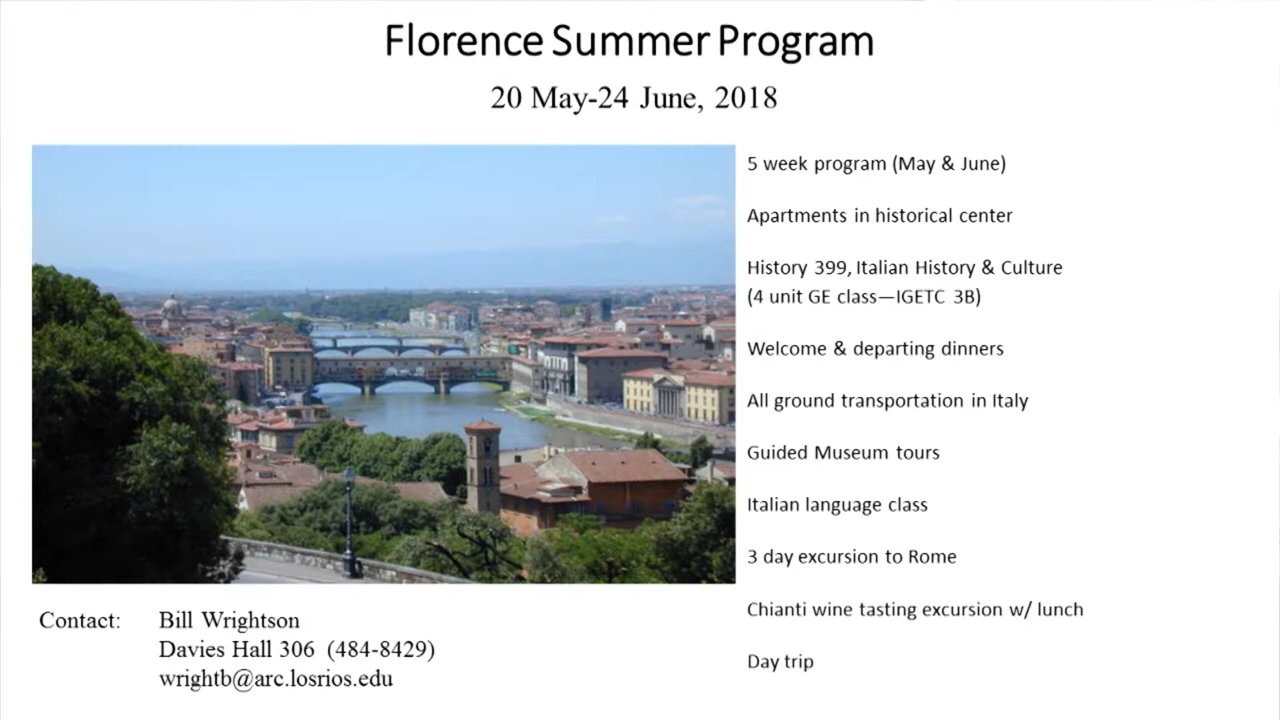 Florence Summer Program
20 May-24 June, 2018
5 week program (May & June)
Apartments in historical center
History 399, Italian History & Culture
(4 unit GE class—IGETC 3B)
Welcome & departing dinners
All ground transportation in Italy
Guided Museum tours
Italian language class
3 day excursion to Rome
Chianti wine tasting excursion w/ lunch
Day trip
Contact: Bill Wrightson
Davies Hall 306 (484-8429)
wrightb@arc.losrios.edu